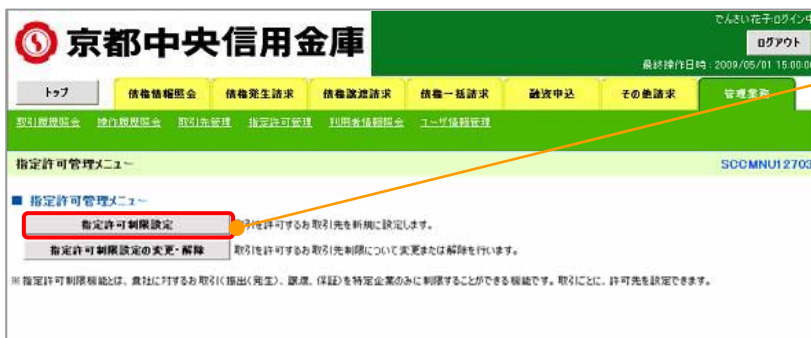 京都中央信用金庫
でんさい花子ログイン中
ログアウト
最終操作日時：2009/05/01 15:00:00
トップ
債権情報照会
債権発生請求
債権譲渡請求
債権一括請求
融資申込
その他請求
管理業務
取引履歴照会 操作履歴照会 取引先管理 指定許可管理 利用者情報照会 ユーザ情報管理
指定許可管理メニュー
SCCMNU12703
■ 指定許可管理メニュー
指定許可制限設定
取引を許可するお取引先を新規に設定します。
指定許可制限設定の変更・解除
取引を許可するお取引先制限について変更または解除を行います。
※ 指定許可制限機能とは、貴社に対するお取引（振出（発生）、譲渡、保証）を特定企業のみに制限することができる機能です。取引ごとに、許可先を設定できます。